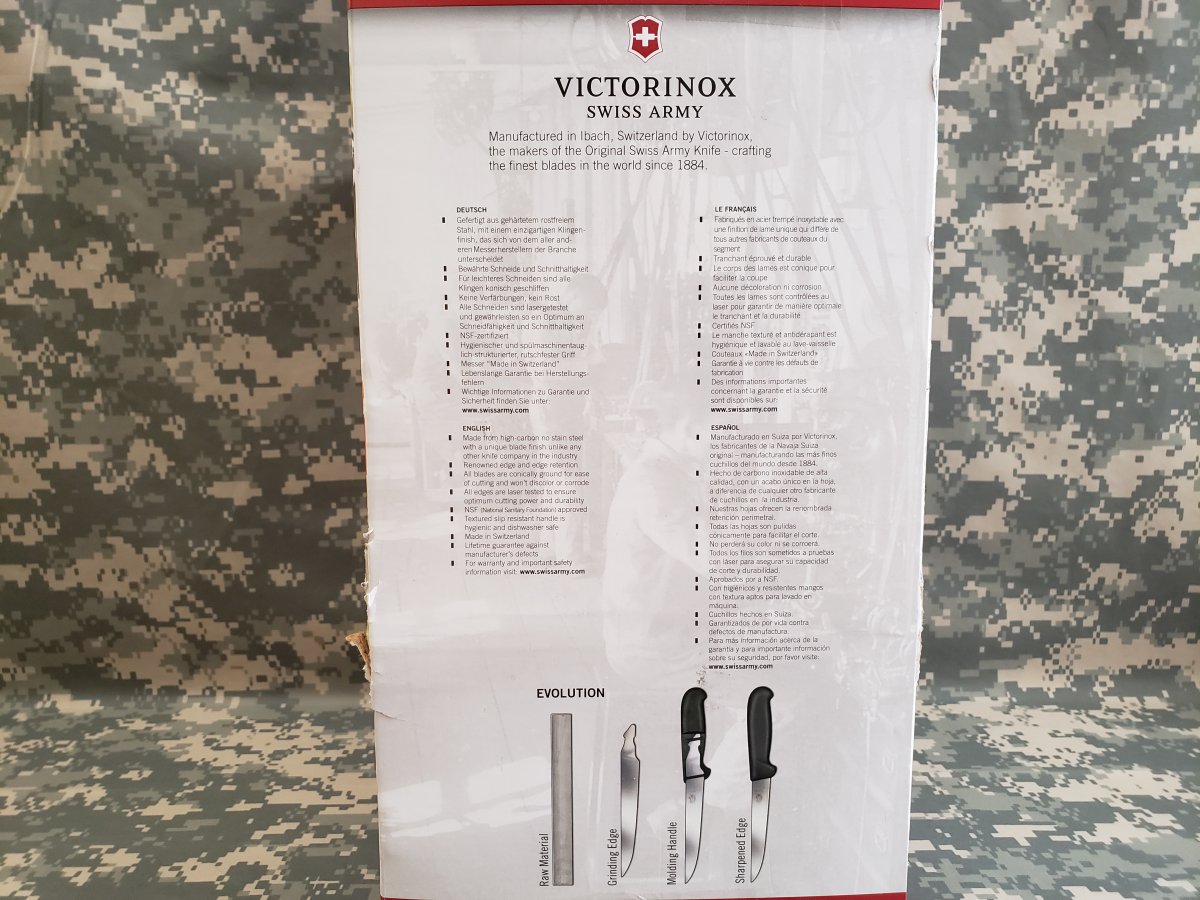 VICTORINOX
SWISS ARMY
Manufactured in Ibach, Switzerland by Victorinox,
the makers of the Original Swiss Army Knife - crafting
the finest blades in the world since 1884.
DEUTSCH
Gefertigt aus gehärtetem rostfreiem
Stahl, mit einem einzigartigen Klingen-
finish, das sich von dem aller and-
eren Messerherstellern der Branche
unterscheidet
Bewährte Schneide und Schnitthaltigkeit
Für leichteres Schneiden sind alle
Klingen konisch geschliffen
Keine Verfärbungen, kein Rost
Alle Schneiden sind lasergetestet
und gewährleisten so ein Optimum an
Schneidfähigkeit und Schnitthaltigkeit
NSF-zertifiziert
Hygienischer und spülmaschinentaug-
lich-strukturierter, rutschfester Griff
Messer "Made in Switzerland"
Lebenslange Garantie bei Herstellungs-
fehlern
Wichtige Informationen zu Garantie und
Sicherheit finden Sie unter:
www.swissarmy.com
ENGLISH
Made from high-carbon no stain steel
with a unique blade finish unlike any
other knife company in the industry
Renowned edge and edge retention
All blades are conically ground for ease
of cutting and won't discolor or corrode
All edges are laser tested to ensure
optimum cutting power and durability
NSF (National Sanitary Foundation) approved
Textured slip resistant handle is
hygienic and dishwasher safe
Made in Switzerland
Lifetime guarantee against
manufacturer's defects
For warranty and important safety
information visit: www.swissarmy.com
LE FRANÇAIS
Fabriqués en acier trempé inoxydable avec
une finition de lame unique qui diffère de
tous autres fabricants de couteaux du
segment
Tranchant éprouvé et durable
Le corps des lames est conique pour
faciliter la coupe
Aucune décoloration ni corrosion
Toutes les lames sont contrôlées au
laser pour garantir de manière optimale
le tranchant et la durabilité
Certifiés NSF
Le manche texturé et antidérapant est
hygiénique et lavable au lave-vaisselle
Couteaux «Made in Switzerland»
Garantie à vie contre les défauts de
fabrication
Des informations importantes
concernant la garantie et la sécurité
sont disponibles sur:
www.swissarmy.com
ESPAÑOL
Manufacturado en Suiza por Victorinox,
los fabricantes de la Navaja Suiza
original – manufacturando las más finos
cuchillos del mundo desde 1884.
Hecho de carbono inoxidable de alta
calidad, con un acabo único en la hoja,
a diferencia de cualquier otro fabricante
de cuchillos en la industria.
Nuestras hojas ofrecen la renombrada
retención perimetral.
Todas las hojas son pulidas
cónicamente para facilitar el corte.
No perderá su color ni se corroerá.
Todos los filos son sometidos a pruebas
con láser para asegurar su capacidad
de corte y durabilidad.
Aprobados por a NSF.
Con higiénicos y resistentes mangos
con textura aptos para lavado en
máquina.
Cuchillos hechos en Suiza.
Garantizados de por vida contra
defectos de manufactura.
Para más información acerca de la
garantía y para importante información
sobre su seguridad, por favor visite:
www.swissarmy.com
EVOLUTION
Raw Material
Grinding Edge
Molding Handle
Sharpened Edge